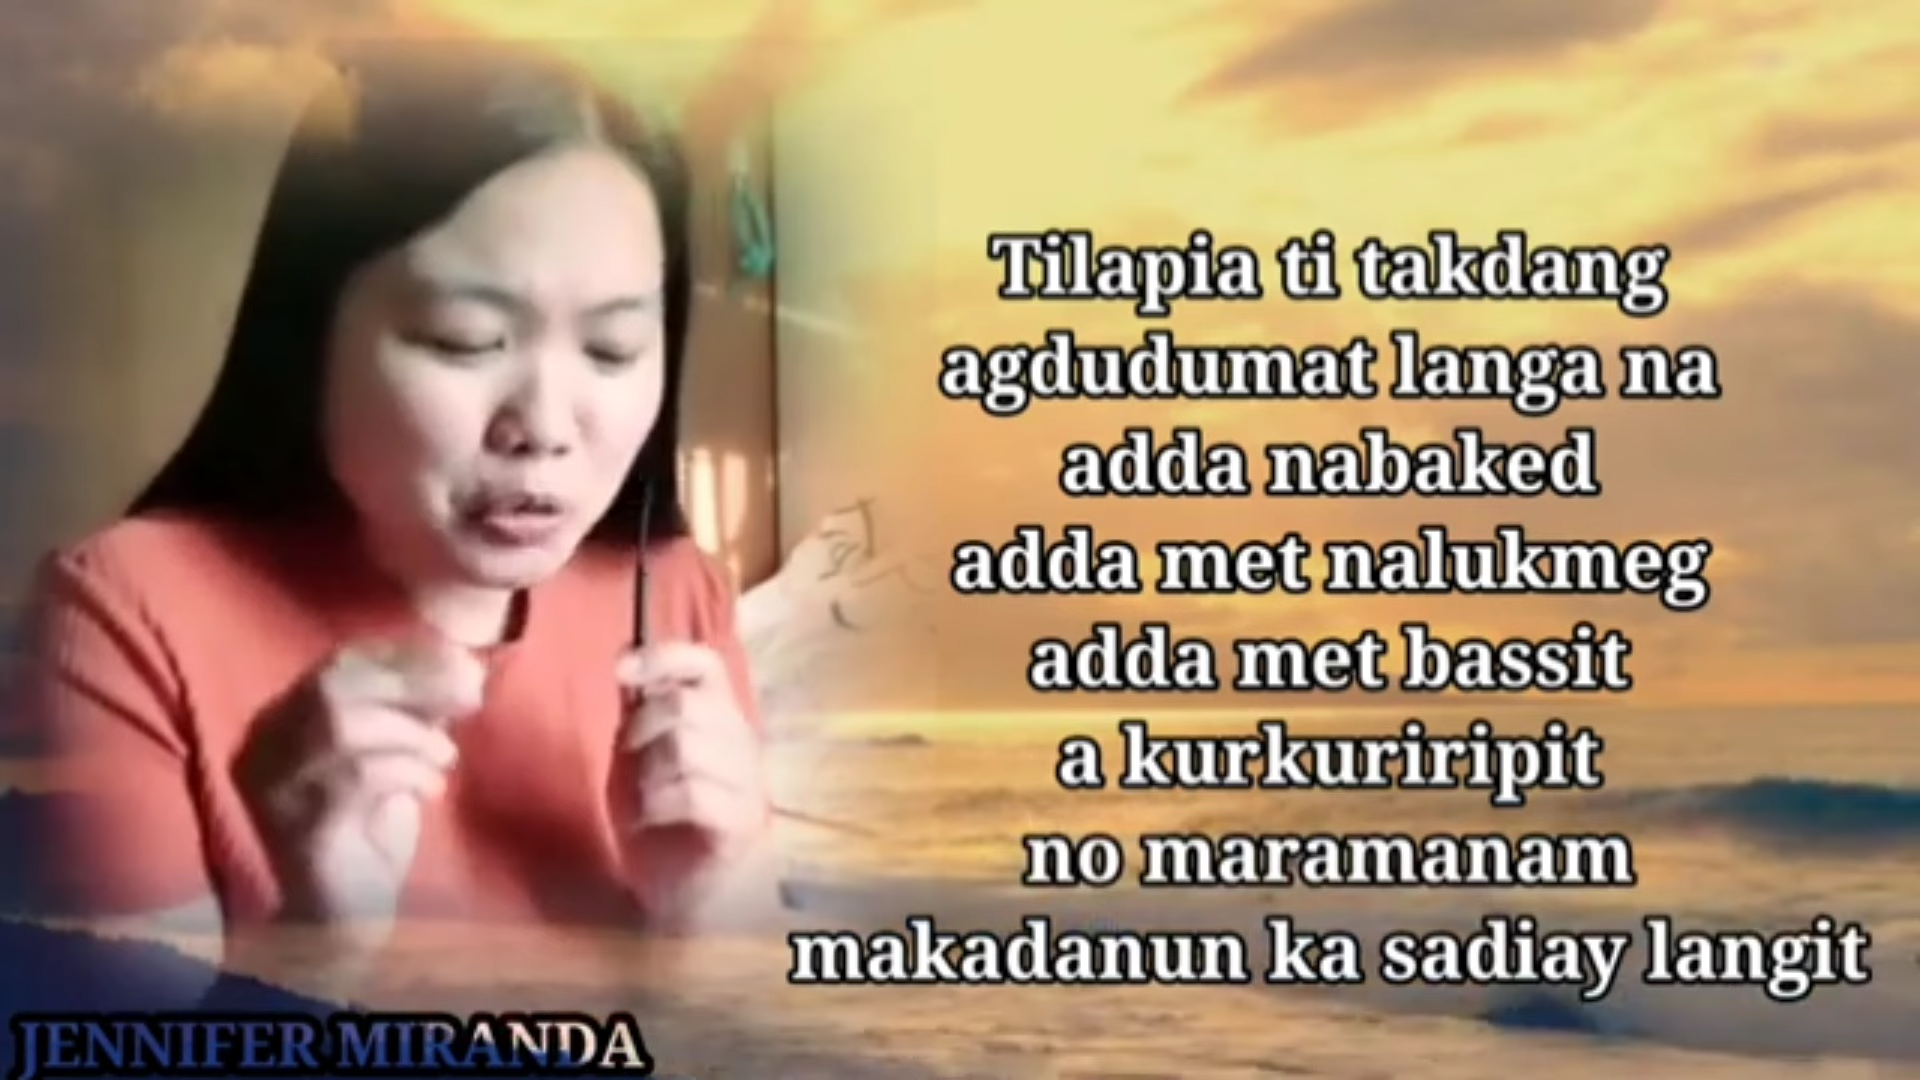 Tilapia ti takdang
agdudumat langa na
adda nabaked
adda met nalukmeg
adda met bassit
a kurkuriripit
no maramanam
makadanun ka sadiay langit
JENNIFER MIRANDA